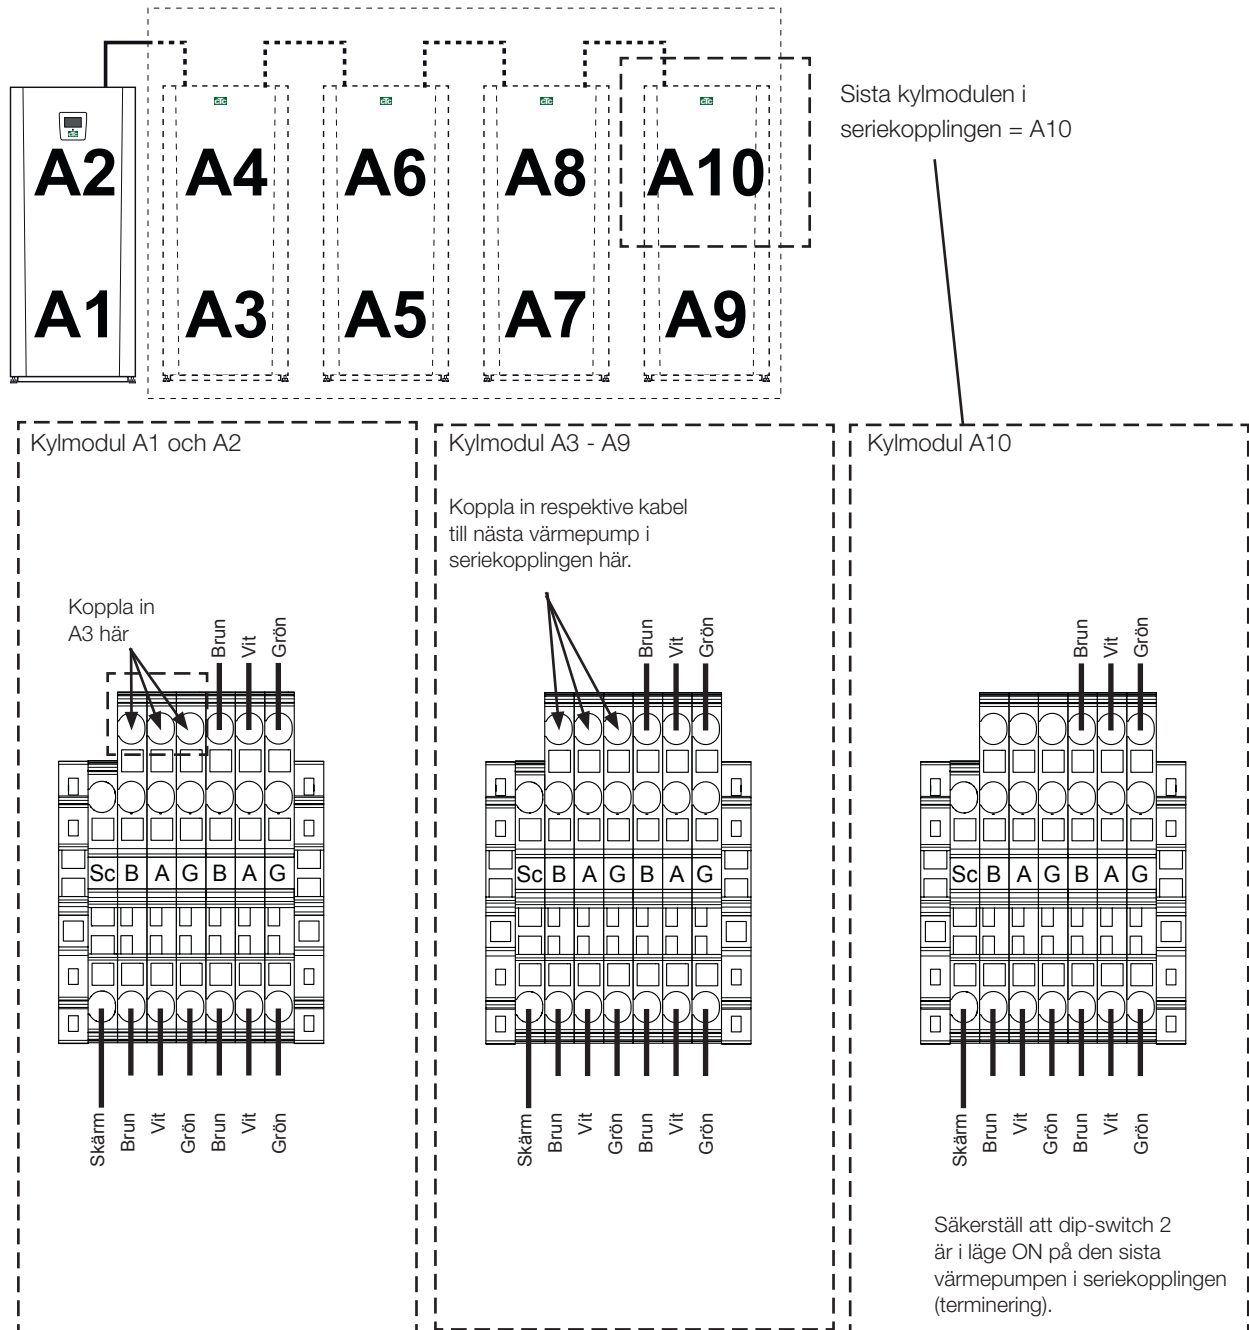 A2 A4 A6 A8 A10
A1 A3 A5 A7 A9
Sista kylmodulen i
seriekopplingen = A10
Kylmodul A1 och A2
Koppla in
A3 här
Brun Vit Grön
Sc B A G B A G
Skärm Brun Vit Grön Brun Vit Grön
Kylmodul A3 - A9
Koppla in respektive kabel
till nästa värmepump i
seriekopplingen här.
Brun Vit Grön
Sc B A G B A G
Skärm Brun Vit Grön Brun Vit Grön
Kylmodul A10
Brun Vit Grön
Sc B A G B A G
Skärm Brun Vit Grön Brun Vit Grön
Säkerställ att dip-switch 2
är i läge ON på den sista
värmepumpen i seriekopplingen
(terminering).